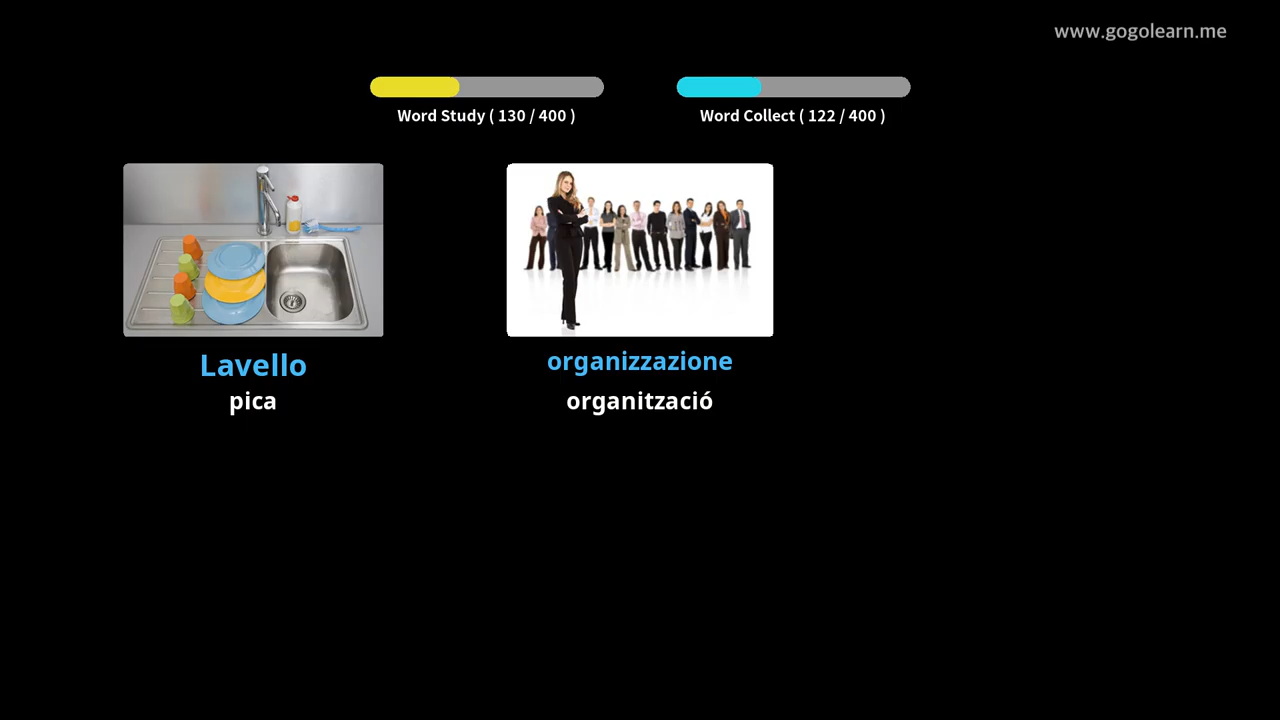 www.gogolearn.me
Word Study ( 130 / 400 )
Word Collect ( 122 / 400 )
Lavello
pica
organizzazione
organització